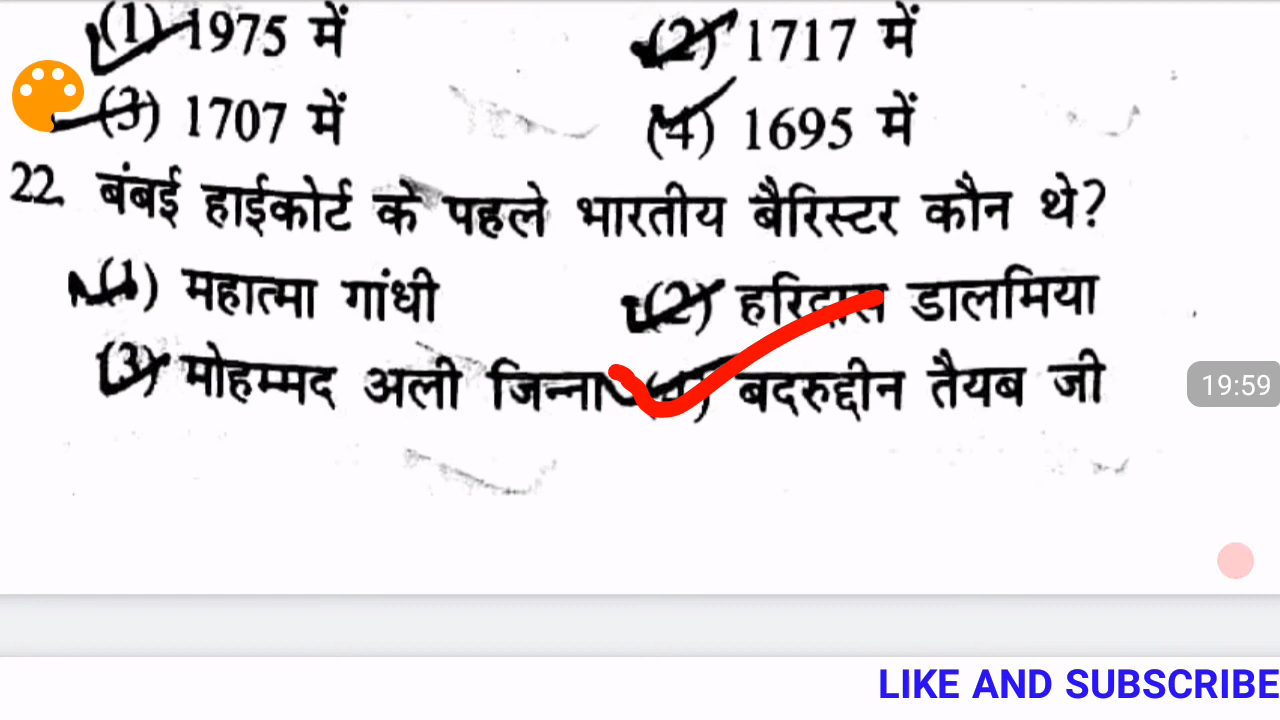 (1) 1975 में (2) 1717 में
(3) 1707 में (4) 1695 में
22. बंबई हाईकोर्ट के पहले भारतीय बैरिस्टर कौन थे?
(1) महात्मा गांधी (2) हरिदास डालमिया
(3) मोहम्मद अली जिन्ना (4) बदरुद्दीन तैयब जी
19:59
LIKE AND SUBSCRIBE